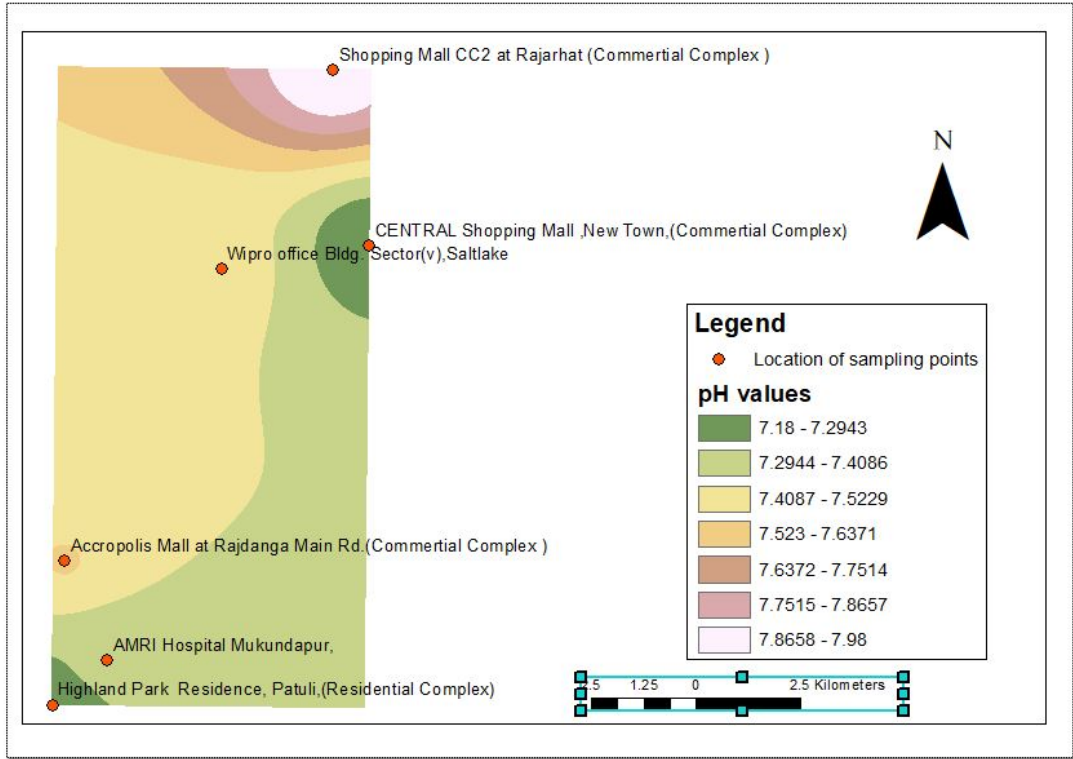 Shopping Mall CC2 at Rajarhat (Commertial Complex )
N
CENTRAL Shopping Mall ,New Town,(Commertial Complex)
Wipro office Bldg. Sector(v),Saltlake
Legend
Location of sampling points
pH values
7.18 - 7.2943
7.2944 - 7.4086
7.4087 - 7.5229
7.523 - 7.6371
7.6372 - 7.7514
7.7515 - 7.8657
7.8658 - 7.98
Accropolis Mall at Rajdanga Main Rd.(Commertial Complex )
AMRI Hospital Mukundapur,
Highland Park Residence, Patuli,(Residential Complex)
2.5 1.25 0 2.5 Kilometers